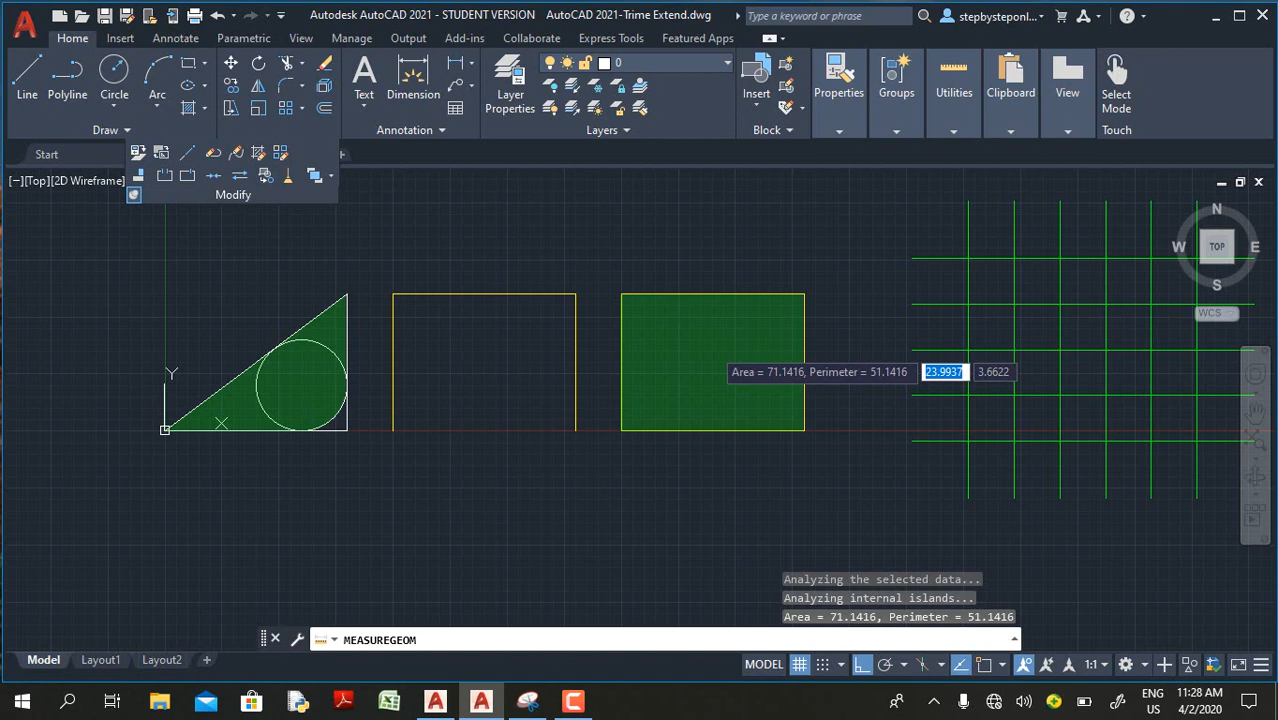 Autodesk AutoCAD 2021 - STUDENT VERSION AutoCAD 2021-Trime Extend.dwg
Type a keyword or phrase
stepbysteponl...
Home Insert Annotate Parametric View Manage Output Add-ins Collaborate Express Tools Featured Apps
0
Line Polyline Circle Arc Text Dimension Layer Properties Insert Properties Groups Utilities Clipboard View Select Mode
Draw Annotation Layers Block Touch
Start
[−][Top][2D Wireframe]
Modify
N
W TOP E
S
WCS
Area = 71.1416, Perimeter = 51.1416 23.9937 3.6622
Y
X
Analyzing the selected data...
Analyzing internal islands...
Area = 71.1416, Perimeter = 51.1416
MEASUREGEOM
Model Layout1 Layout2 +
MODEL 1:1
ENG 11:28 AM
US 4/2/2020